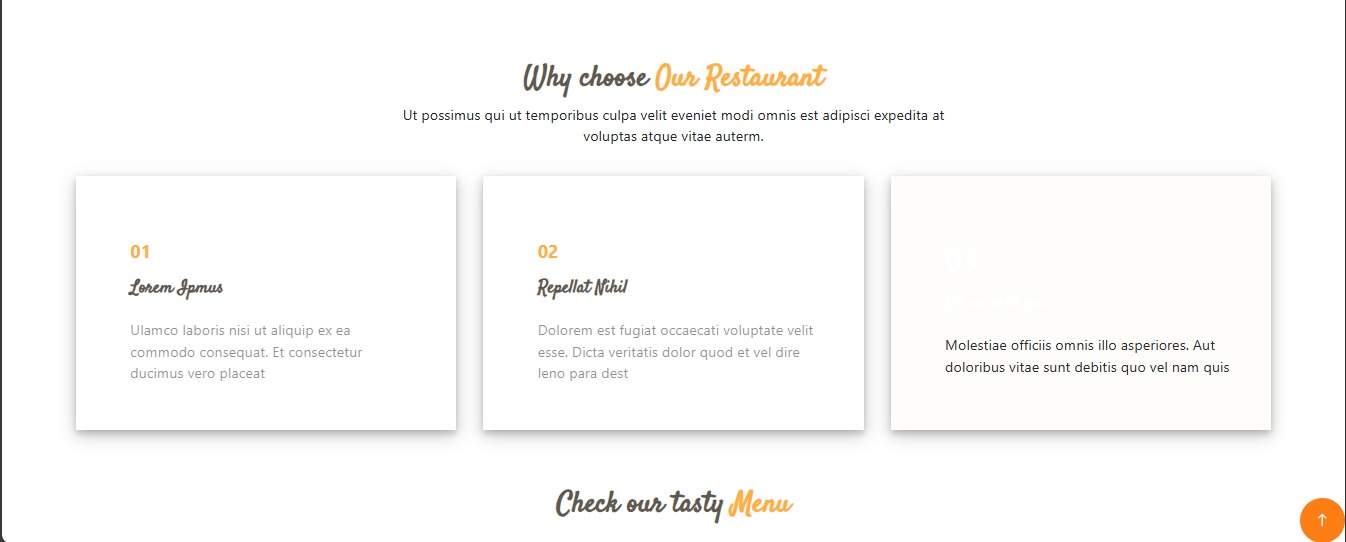 Why choose Our Restaurant
Ut possimus qui ut temporibus culpa velit eveniet modi omnis est adipisci expedita at
voluptas atque vitae auterm.
01
Lorem Ipmus
Ulamco laboris nisi ut aliquip ex ea
commodo consequat. Et consectetur
ducimus vero placeat
02
Repellat Nihil
Dolorem est fugiat occaecati voluptate velit
esse. Dicta veritatis dolor quod et vel dire
leno para dest
03
Molestiae officiis omnis illo asperiores. Aut
doloribus vitae sunt debitis quo vel nam quis
Check our tasty Menu